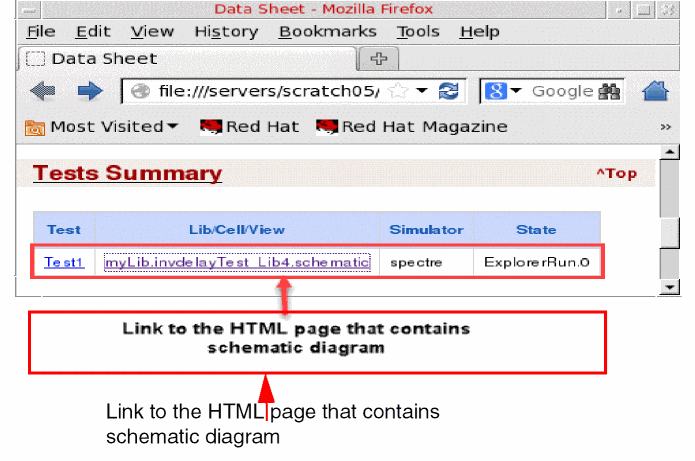 Data Sheet - Mozilla Firefox
File Edit View History Bookmarks Tools Help
Data Sheet
file:///servers/scratch05/ Google
Most Visited Red Hat Red Hat Magazine »
Tests Summary ^Top
Test Lib/Cell/View Simulator State
Test1 myLib.invdelayTest_Lib4.schematic spectre ExplorerRun.0
Link to the HTML page that contains
schematic diagram
Link to the HTML page that contains
schematic diagram